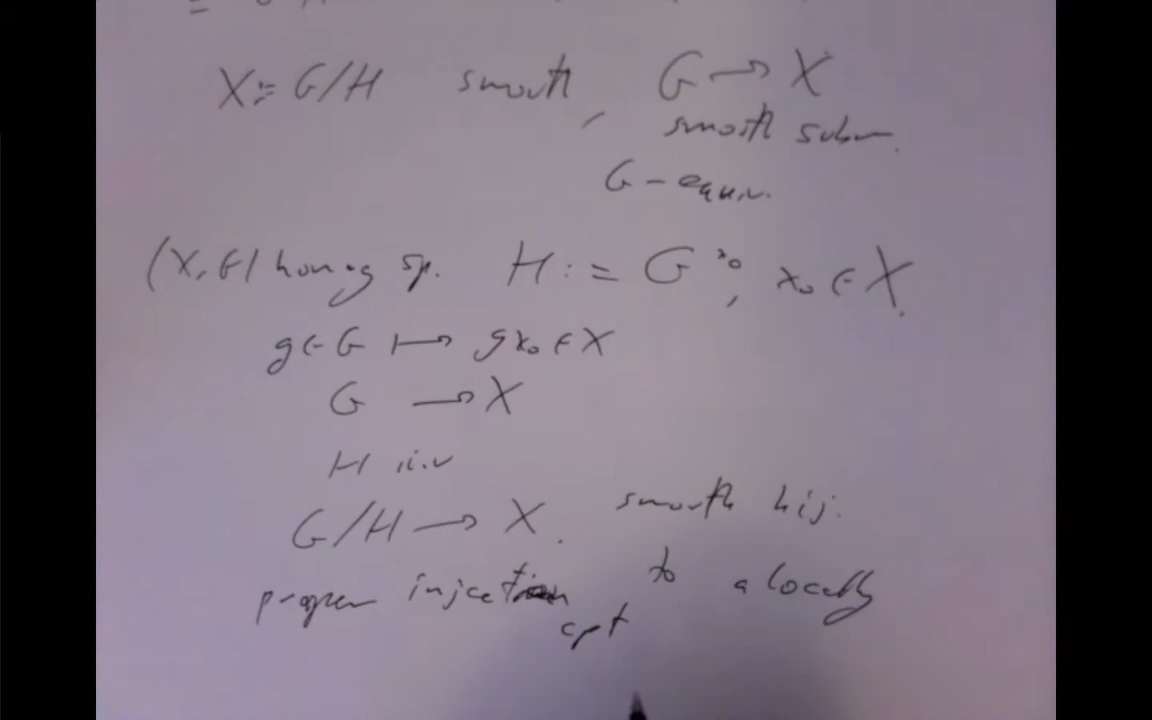 X := G/H smooth, G → X
smooth subm.
G - equiv.
(X, G) homog sp. H := G^{x₀}, x₀ ∈ X.
g ∈ G ↦ gx₀ ∈ X
G → X
H inv
G/H → X. smooth bij.
proper injection to a locally
cpt